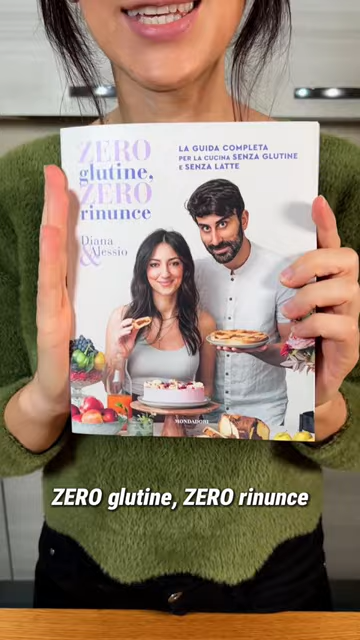 ZERO
glutine,
ZERO
rinunce
Diana
& Alessio
LA GUIDA COMPLETA
PER LA CUCINA SENZA GLUTINE
E SENZA LATTE
MONDADORI
ZERO glutine, ZERO rinunce